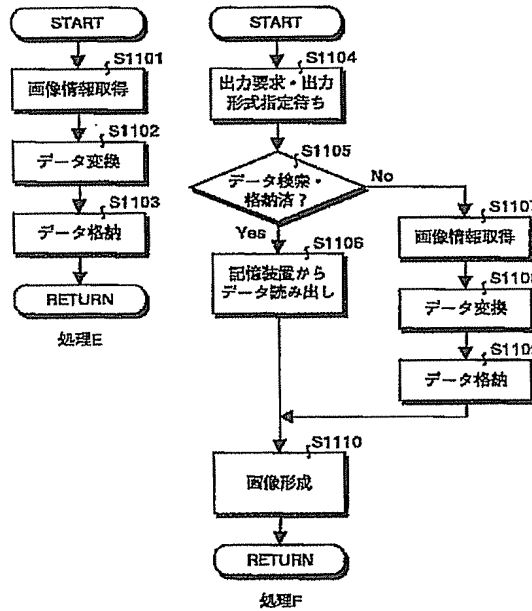 START
S1101
画像情報取得
S1102
データ変換
S1103
データ格納
RETURN
処理E
START
S1104
出力要求・出力
形式指定待ち
S1105
データ検索・
格納済?
No
Yes
S1106
記憶装置から
データ読み出し
S1107
画像情報取得
S1108
データ変換
S1109
データ格納
S1110
画像形成
RETURN
処理F